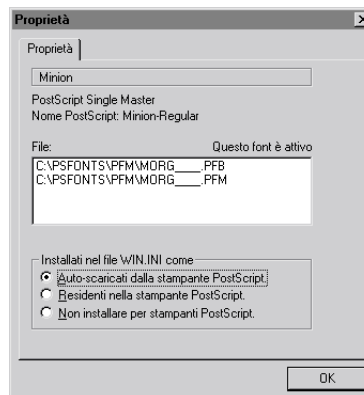 Proprietà
Proprietà
Minion
PostScript Single Master
Nome PostScript: Minion-Regular
File: Questo font è attivo
C:\PSFONTS\PFM\MORG____.PFB
C:\PSFONTS\PFM\MORG____.PFM
Installati nel file WIN.INI come
Auto-scaricati dalla stampante PostScript.
Residenti nella stampante PostScript.
Non installare per stampanti PostScript.
OK